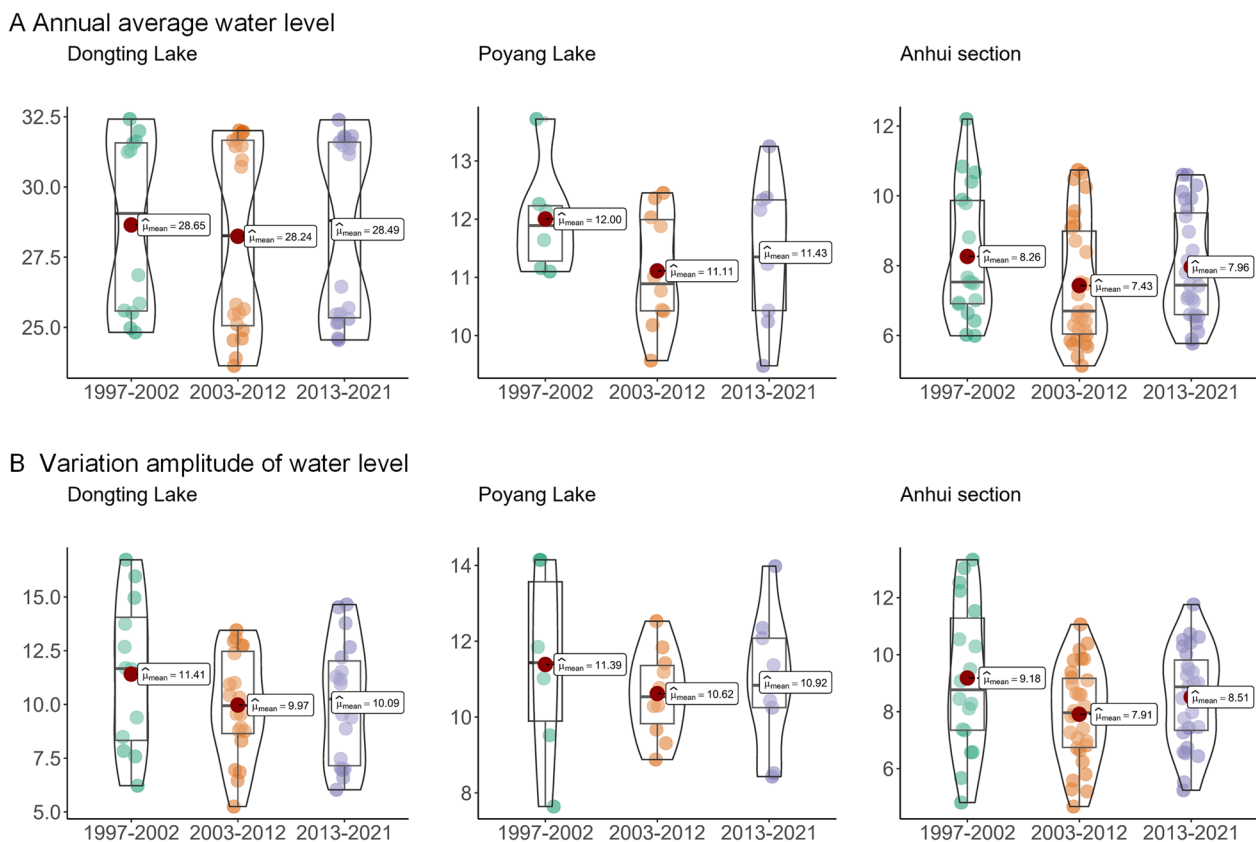 A Annual average water level
Dongting Lake
Poyang Lake
Anhui section
32.5
30.0
27.5
25.0
μ̂mean = 28.65
μ̂mean = 28.24
μ̂mean = 28.49
1997-2002 2003-2012 2013-2021
13
12
11
10
μ̂mean = 12.00
μ̂mean = 11.11
μ̂mean = 11.43
1997-2002 2003-2012 2013-2021
12
10
8
6
μ̂mean = 8.26
μ̂mean = 7.43
μ̂mean = 7.96
1997-2002 2003-2012 2013-2021
B Variation amplitude of water level
Dongting Lake
Poyang Lake
Anhui section
15.0
12.5
10.0
7.5
5.0
μ̂mean = 11.41
μ̂mean = 9.97
μ̂mean = 10.09
1997-2002 2003-2012 2013-2021
14
12
10
8
μ̂mean = 11.39
μ̂mean = 10.62
μ̂mean = 10.92
1997-2002 2003-2012 2013-2021
12
10
8
6
μ̂mean = 9.18
μ̂mean = 7.91
μ̂mean = 8.51
1997-2002 2003-2012 2013-2021